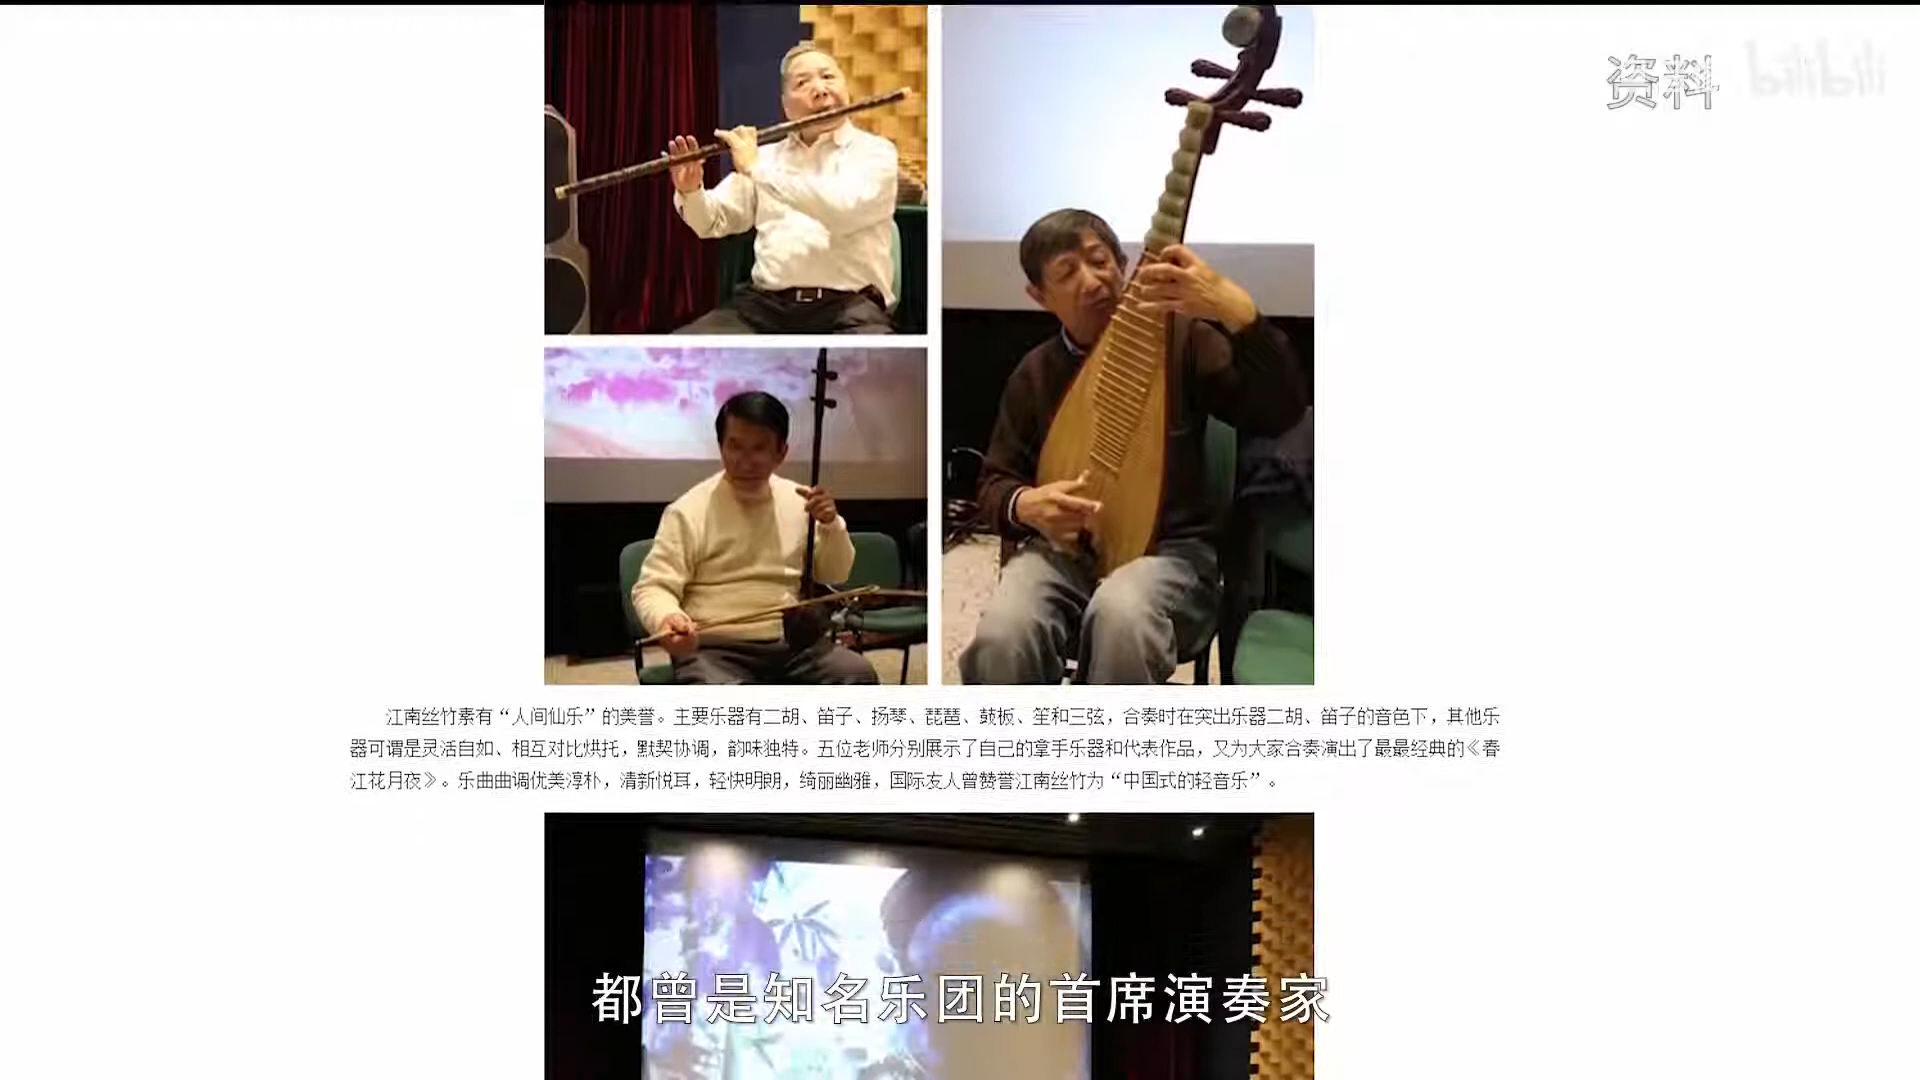 资料 bilibili
江南丝竹素有“人间仙乐”的美誉。主要乐器有二胡、笛子、扬琴、琵琶、鼓板、笙和三弦，合奏时在突出乐器二胡、笛子的音色下，其他乐
器可谓是灵活自如、相互对比烘托，默契协调，韵味独特。五位老师分别展示了自己的拿手乐器和代表作品，又为大家合奏演出了最最经典的《春
江花月夜》。乐曲曲调优美淳朴，清新悦耳，轻快明朗，绮丽幽雅，国际友人曾赞誉江南丝竹为“中国式的轻音乐”。
都曾是知名乐团的首席演奏家